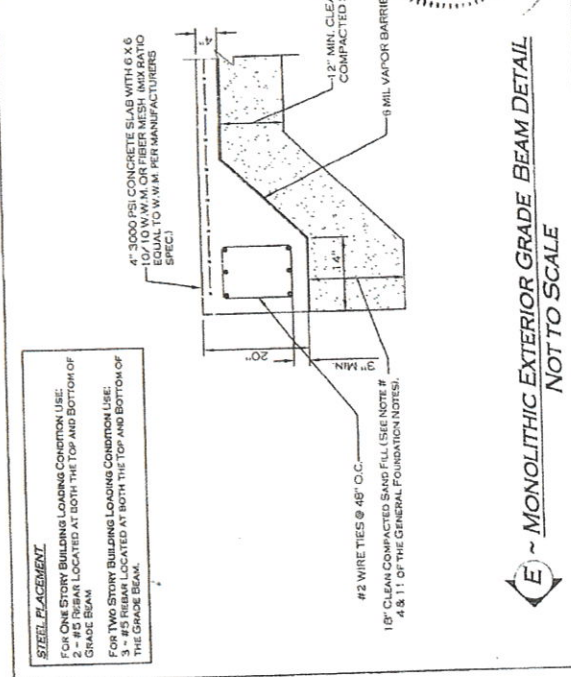 STEEL PLACEMENT
FOR ONE STORY BUILDING LOADING CONDITION USE:
2 - #5 REBAR LOCATED AT BOTH THE TOP AND BOTTOM OF
GRADE BEAM
FOR TWO STORY BUILDING LOADING CONDITION USE:
3 - #5 REBAR LOCATED AT BOTH THE TOP AND BOTTOM OF
THE GRADE BEAM.
4" 3000 PSI CONCRETE SLAB WITH 6 X 6
10/10 W.W.M. OR FIBER MESH (MIX RATIO
EQUAL TO W.W.M. PER MANUFACTURERS
SPEC.)
4"
20"
3" MIN.
14"
12" MIN. CLEA
COMPACTED S
6 MIL VAPOR BARRIE
#2 WIRE TIES @ 48" O.C.
18" CLEAN COMPACTED SAND FILL (SEE NOTE #
4 & 11 OF THE GENERAL FOUNDATION NOTES).
E ~ MONOLITHIC EXTERIOR GRADE BEAM DETAIL
NOT TO SCALE